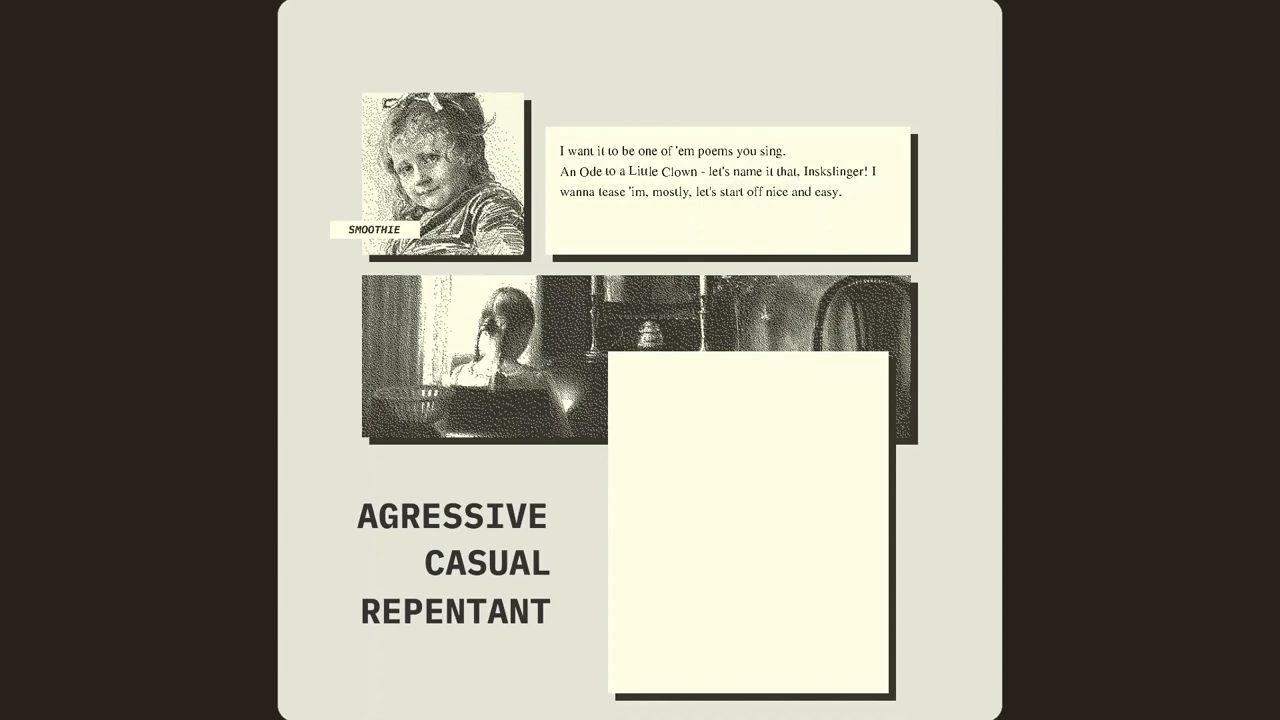 I want it to be one of 'em poems you sing.
An Ode to a Little Clown - let's name it that, Inskslinger! I
wanna tease 'im, mostly, let's start off nice and easy.
SMOOTHIE
AGRESSIVE
CASUAL
REPENTANT